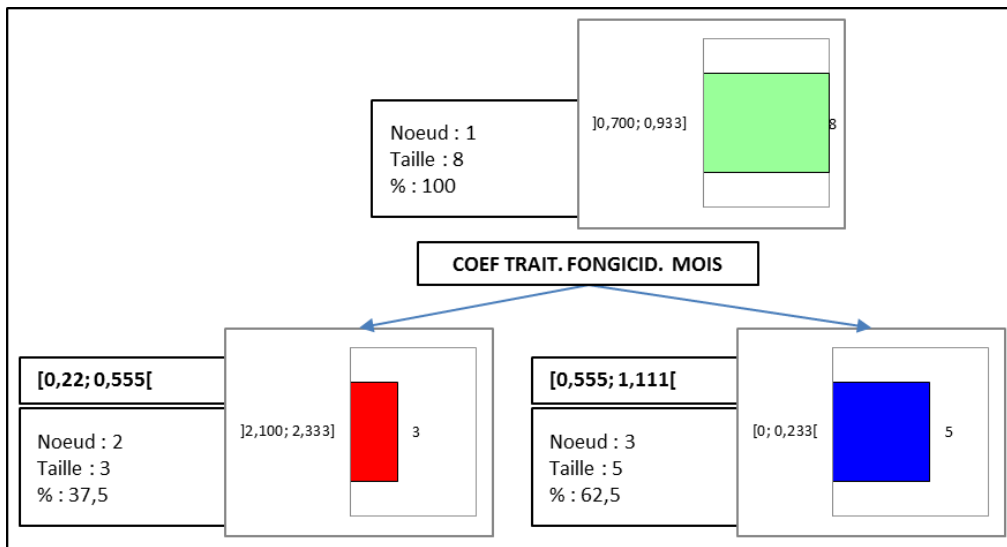 ]0,700; 0,933]
8
Noeud : 1
Taille : 8
% : 100
COEF TRAIT. FONGICID. MOIS
[0,22; 0,555[
Noeud : 2
Taille : 3
% : 37,5
]2,100; 2,333]
3
[0,555; 1,111[
Noeud : 3
Taille : 5
% : 62,5
[0; 0,233[
5